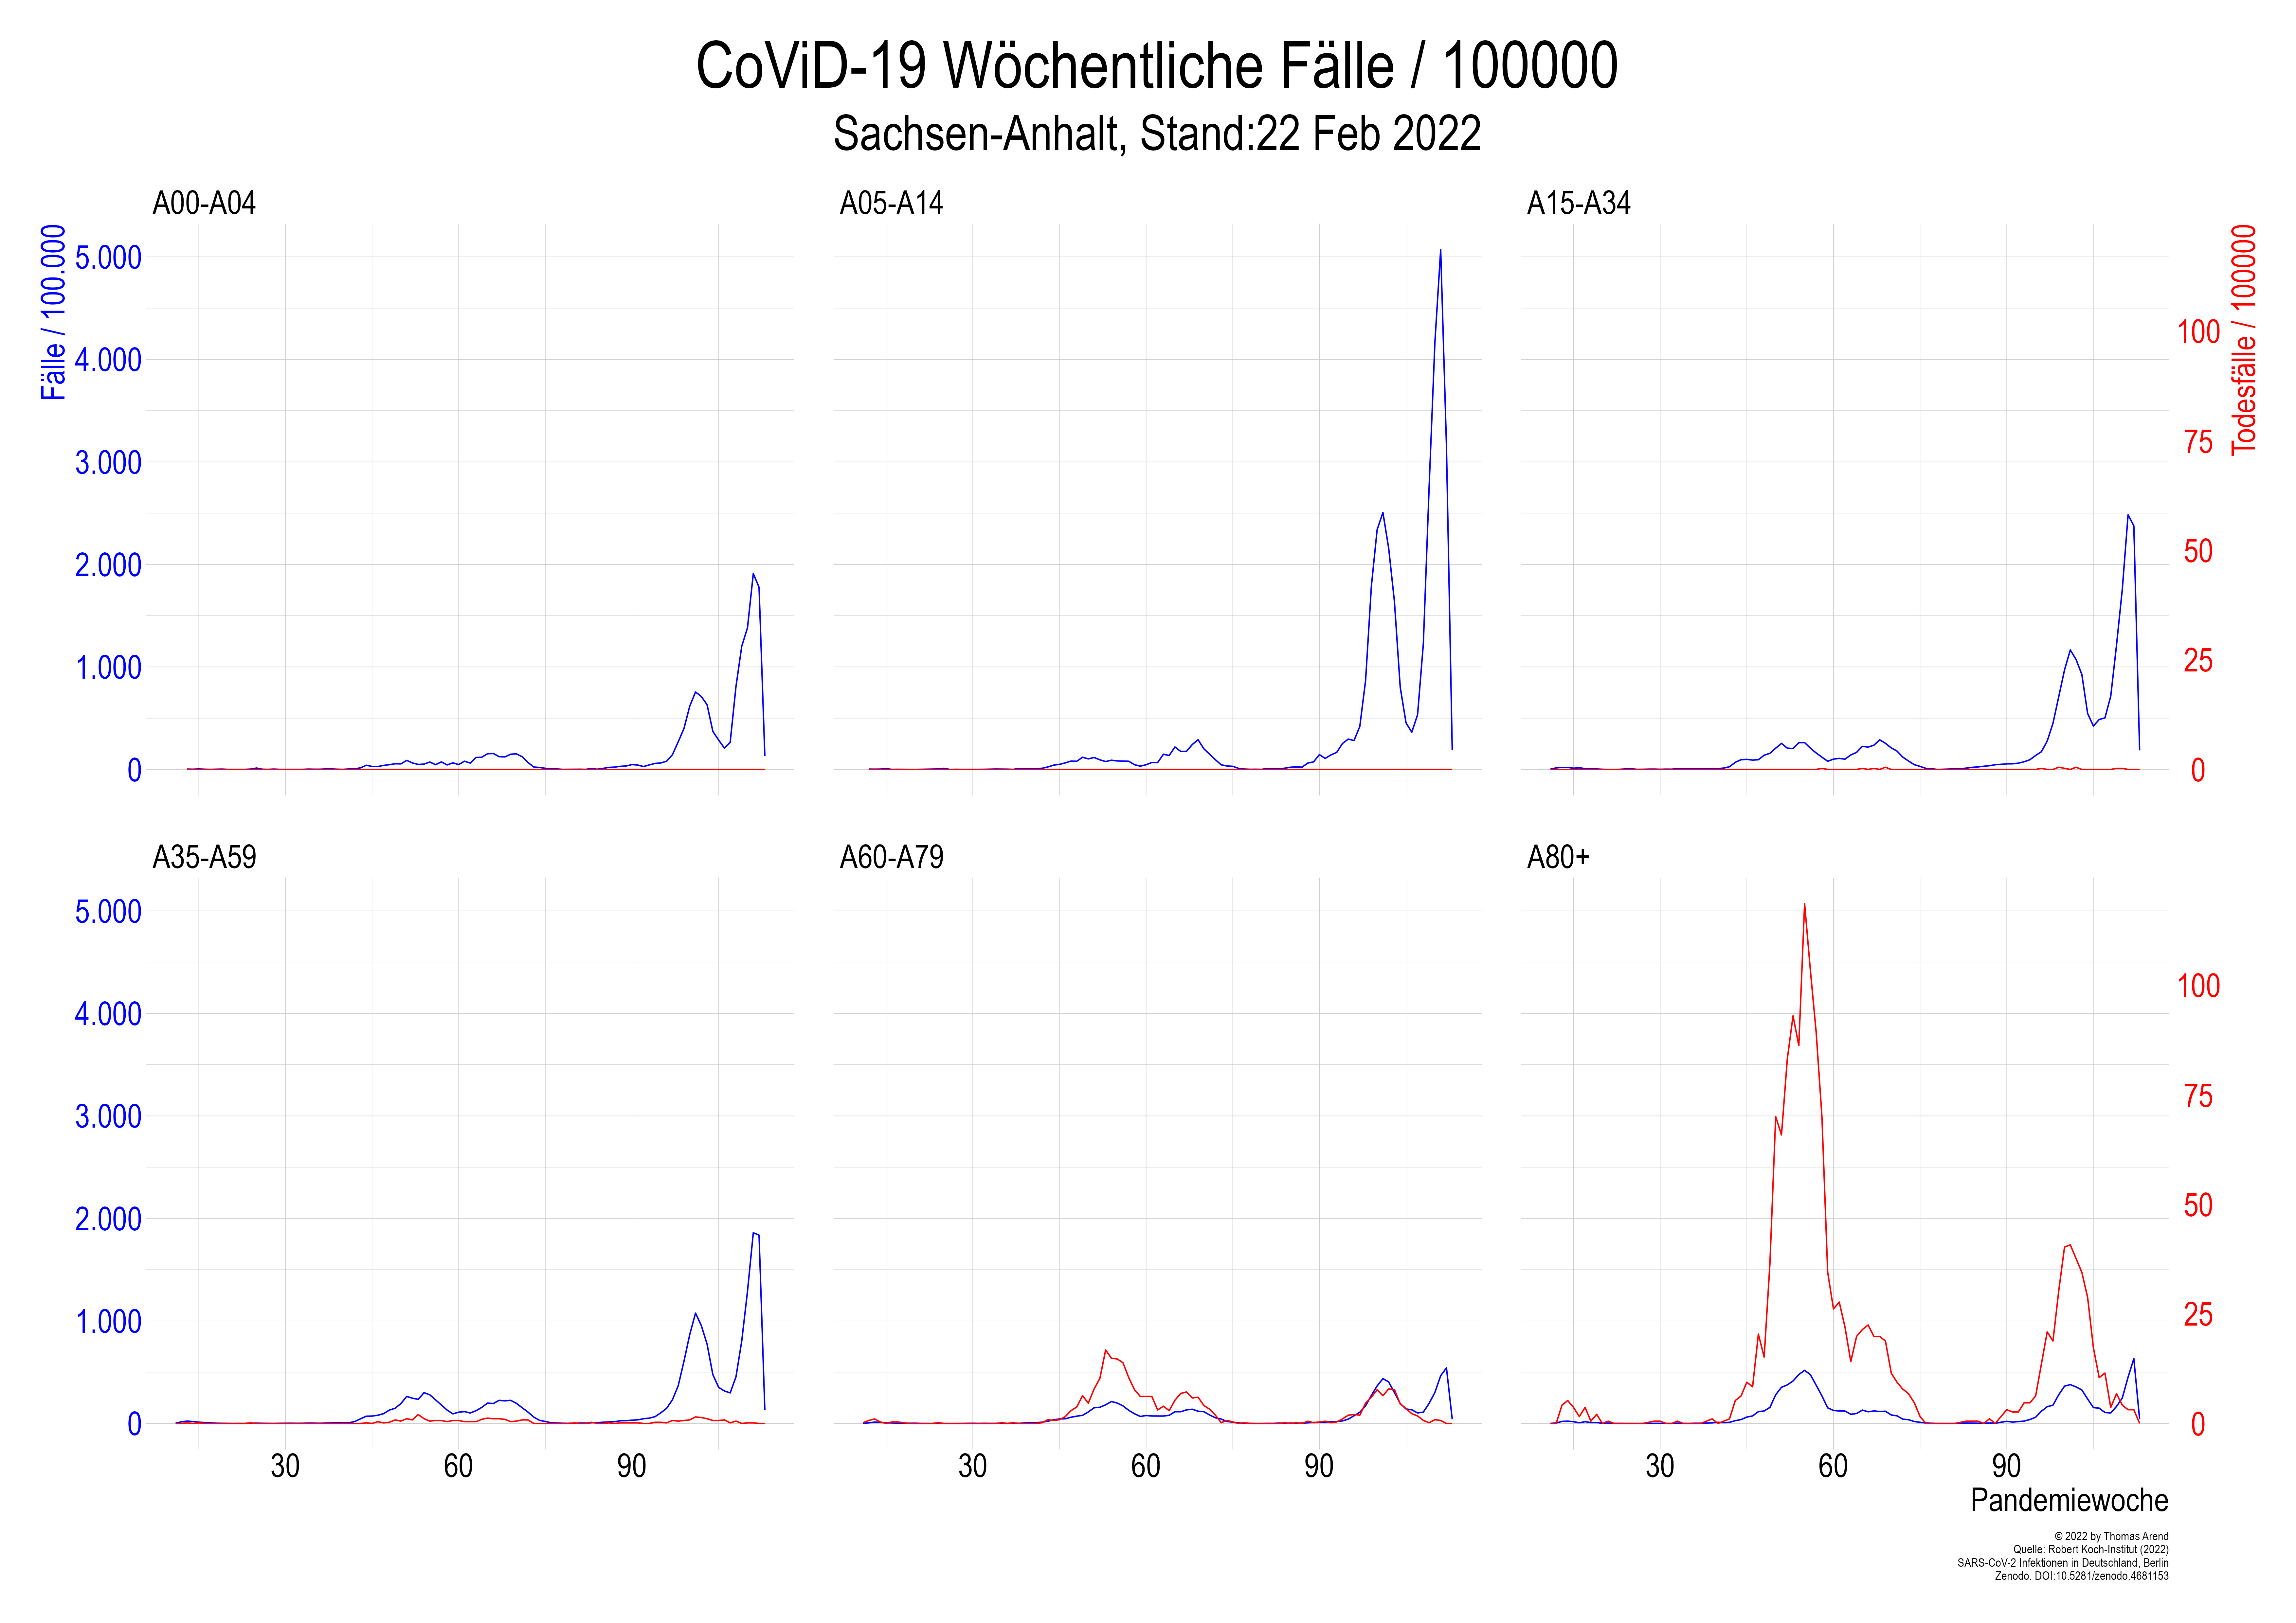 CoViD-19 Wöchentliche Fälle / 100000
Sachsen-Anhalt, Stand:22 Feb 2022
A00-A04
A05-A14
A15-A34
Fälle / 100.000
5.000
4.000
3.000
2.000
1.000
0
Todesfälle / 100000
100
75
50
25
0
A35-A59
A60-A79
A80+
5.000
4.000
3.000
2.000
1.000
0
100
75
50
25
0
30 60 90
30 60 90
30 60 90
Pandemiewoche
© 2022 by Thomas Arend
Quelle: Robert Koch-Institut (2022)
SARS-CoV-2 Infektionen in Deutschland, Berlin
Zenodo. DOI:10.5281/zenodo.4681153